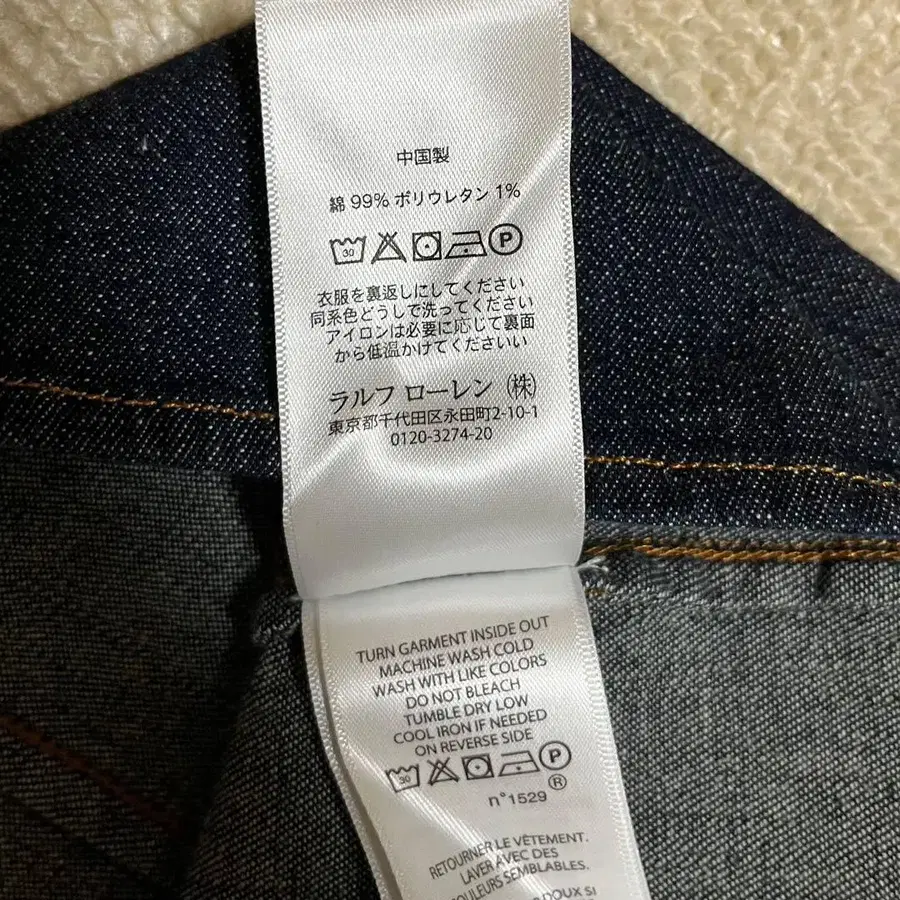 中国製
綿 99% ポリウレタン 1%
30 P
衣服を裏返しにしてください
同系色どうしで洗ってください
アイロンは必要に応じて裏面
から低温かけてくださいい
ラルフ ローレン (株)
東京都千代田区永田町2-10-1
0120-3274-20
TURN GARMENT INSIDE OUT
MACHINE WASH COLD
WASH WITH LIKE COLORS
DO NOT BLEACH
TUMBLE DRY LOW
COOL IRON IF NEEDED
ON REVERSE SIDE
30 P
®
n°1529
RETOURNER LE VÊTEMENT.
LAVER AVEC DES
COULEURS SEMBLABLES.
DOUX SI